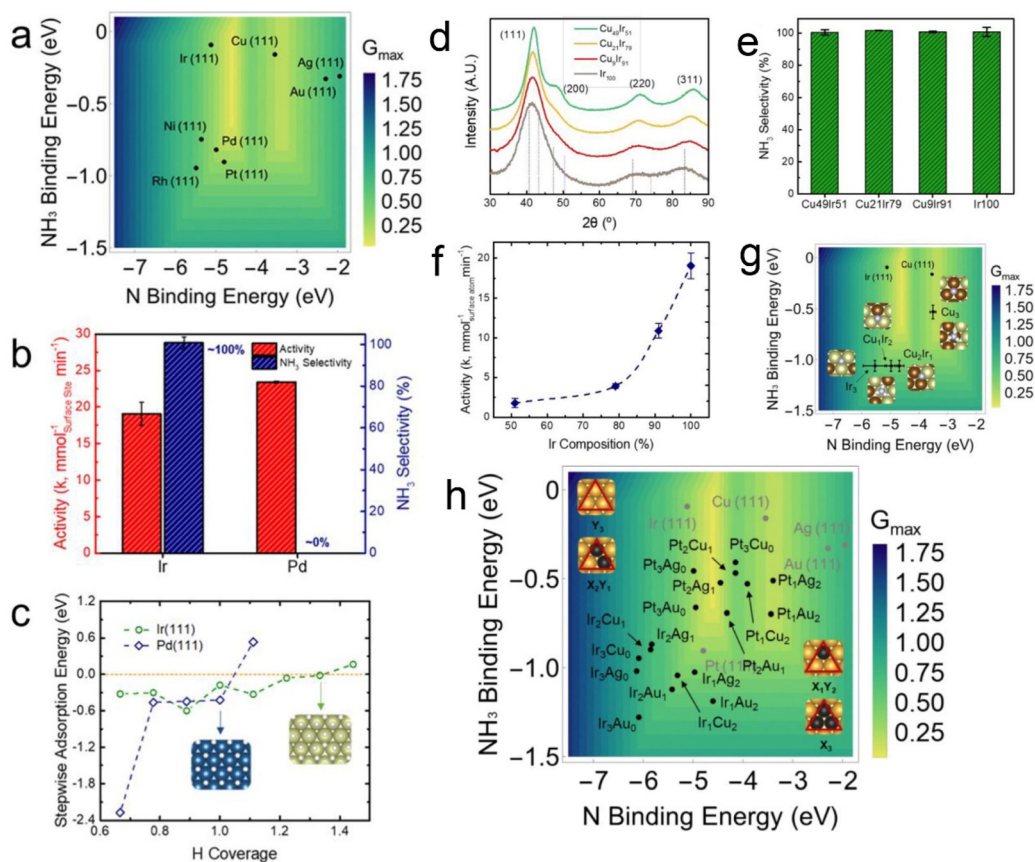 a
NH₃ Binding Energy (eV)
0
−0.5
−1.0
−1.5
Ir (111)
Cu (111)
Ag (111)
Au (111)
Ni (111)
Pd (111)
Rh (111)
Pt (111)
−7 −6 −5 −4 −3 −2
N Binding Energy (eV)
Gmax
1.75
1.50
1.25
1.00
0.75
0.50
0.25
d
Intensity (A.U.)
(111)
Cu₄₉Ir₅₁
Cu₂₁Ir₇₉
Cu₉Ir₉₁
Ir₁₀₀
(200)
(220)
(311)
30 40 50 60 70 80 90
2θ (º)
e
NH₃ Selectivity (%)
100
80
60
40
20
0
Cu49Ir51 Cu21Ir79 Cu9Ir91 Ir100
b
Activity (k, mmol⁻¹Surface Site min⁻¹)
30
25
20
15
10
5
0
Activity
NH₃ Selectivity
~100%
~0%
Ir Pd
100
80
60
40
20
0
NH₃ Selectivity (%)
f
Activity (k, mmol⁻¹surface atom min⁻¹)
20
15
10
5
0
50 60 70 80 90 100
Ir Composition (%)
g
NH₃ Binding Energy (eV)
0
−0.5
−1.0
−1.5
Ir (111)
Cu (111)
Cu₃
Cu₁Ir₂
Cu₂Ir₁
Ir₃
−7 −6 −5 −4 −3 −2
N Binding Energy (eV)
Gmax
1.75
1.50
1.25
1.00
0.75
0.50
0.25
c
Stepwise Adsorption Energy (eV)
1.2
0.6
0.0
-0.6
-1.2
-1.8
-2.4
Ir(111)
Pd(111)
0.6 0.8 1.0 1.2 1.4
H Coverage
h
NH₃ Binding Energy (eV)
0
−0.5
−1.0
−1.5
Y₃
X₂Y₁
Cu (111)
Ir (111)
Ag (111)
Au (111)
Pt₂Cu₁
Pt₃Cu₀
Pt₃Ag₀
Pt₂Ag₁
Pt₁Ag₂
Pt₃Au₀
Pt₁Au₂
Ir₂Cu₁
Ir₂Ag₁
Pt₁Cu₂
Ir₃Cu₀
Pt₂Au₁
Pt (11
Ir₃Ag₀
Ir₁Ag₂
Ir₂Au₁
Ir₁Au₂
Ir₃Au₀
Ir₁Cu₂
X₁Y₂
X₃
−7 −6 −5 −4 −3 −2
N Binding Energy (eV)
Gmax
1.75
1.50
1.25
1.00
0.75
0.50
0.25